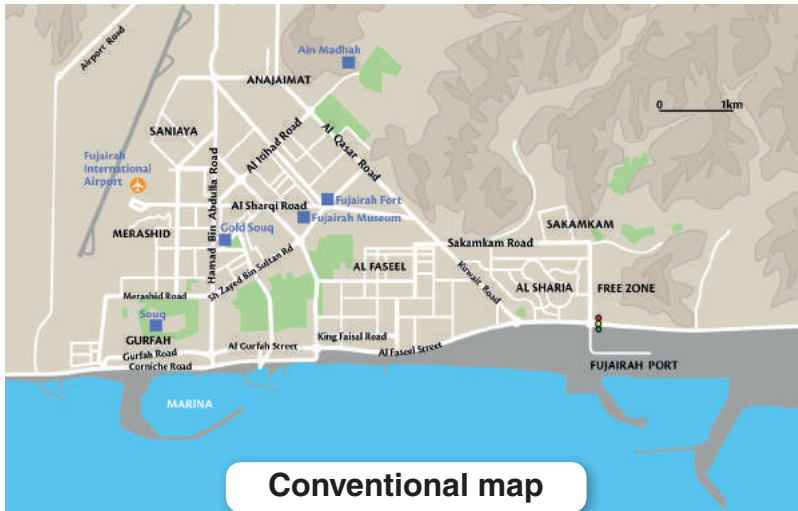 Airport Road
Ain Madhah
ANAJAIMAT
0 1km
SANIAYA
Al Itihad Road
Al Qasar Road
Fujairah
International
Airport
Hamad Bin Abdulla Road
Al Sharqi Road
Fujairah Fort
Fujairah Museum
MERASHID
Gold Souq
Sh Zayed Bin Sultan Rd
SAKAMKAM
Sakamkam Road
AL FASEEL
Kirwait Road
AL SHARIA
FREE ZONE
Merashid Road
Souq
GURFAH
King Faisal Road
Gurfah Road
Al Gurfah Street
Al Faseel Street
Corniche Road
FUJAIRAH PORT
MARINA
Conventional map